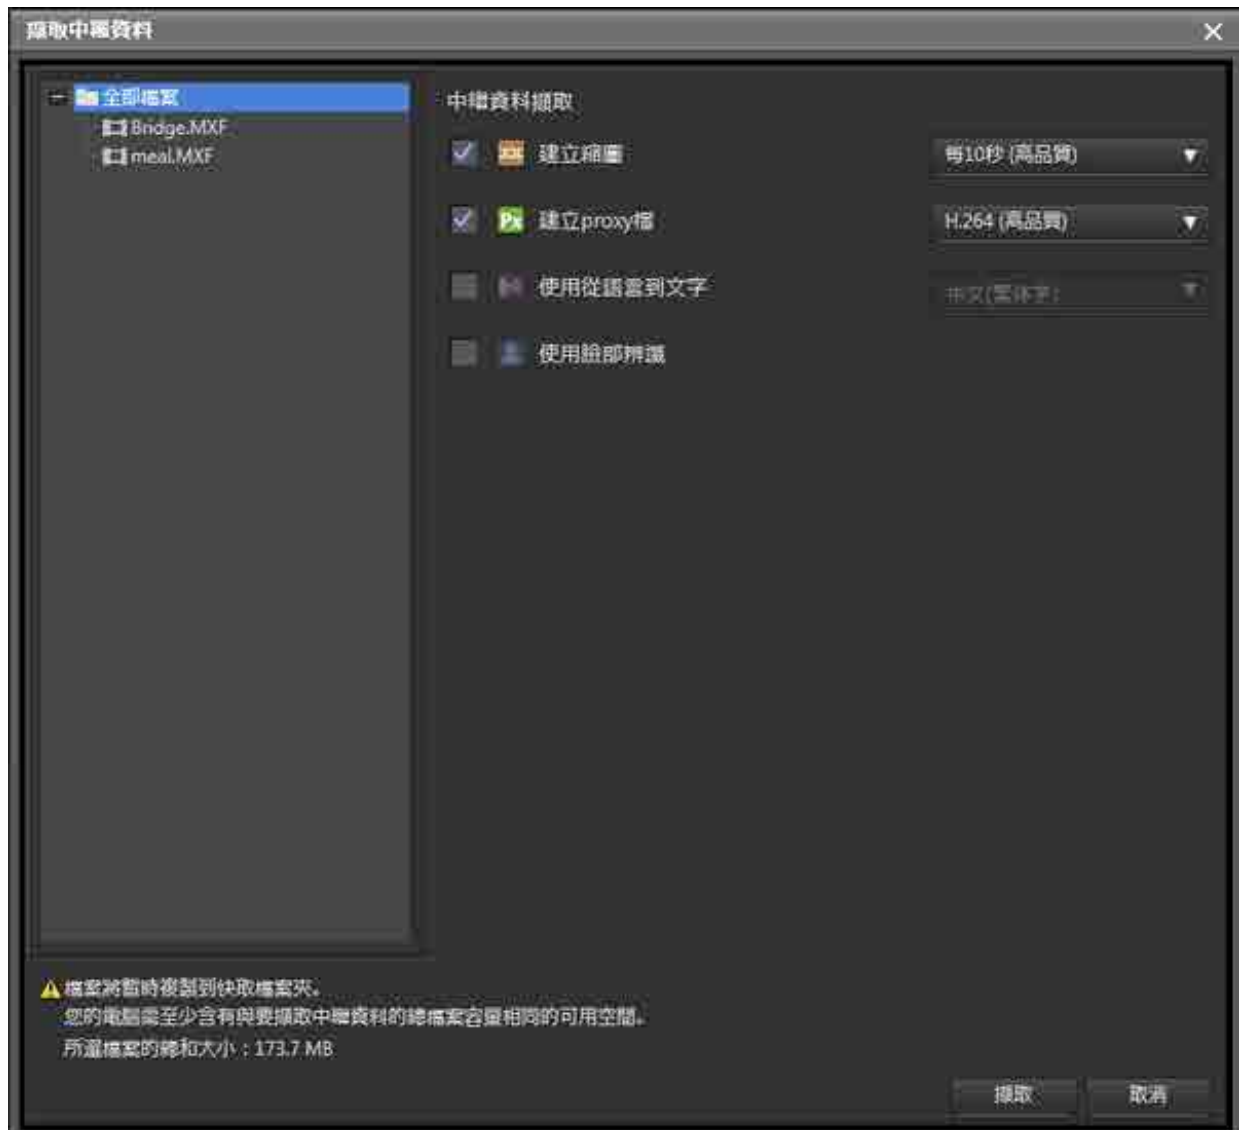 擷取中繼資料
全部檔案
Bridge.MXF
meal.MXF
中繼資料擷取
建立縮圖
每10秒 (高品質)
建立proxy檔
H.264 (高品質)
使用從語言到文字
中文(繁体字)
使用臉部辨識
檔案將暫時複製到快取檔案夾。
您的電腦需至少含有與要擷取中繼資料的總檔案容量相同的可用空間。
所選檔案的總和大小：173.7 MB
擷取
取消